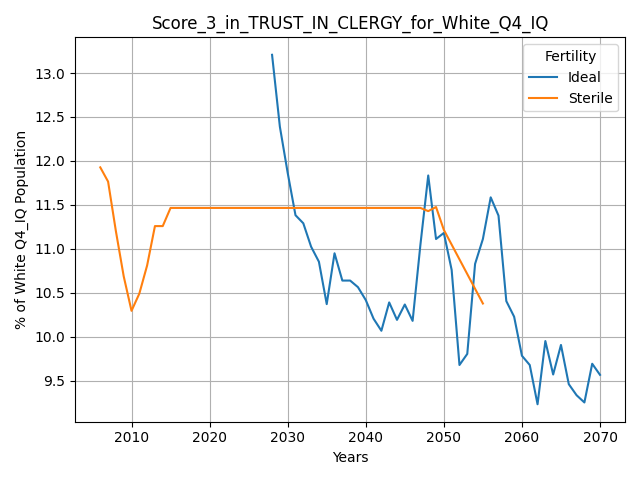 Score_3_in_TRUST_IN_CLERGY_for_White_Q4_IQ
Fertility
Ideal
Sterile
% of White Q4_IQ Population
13.0
12.5
12.0
11.5
11.0
10.5
10.0
9.5
2010 2020 2030 2040 2050 2060 2070
Years